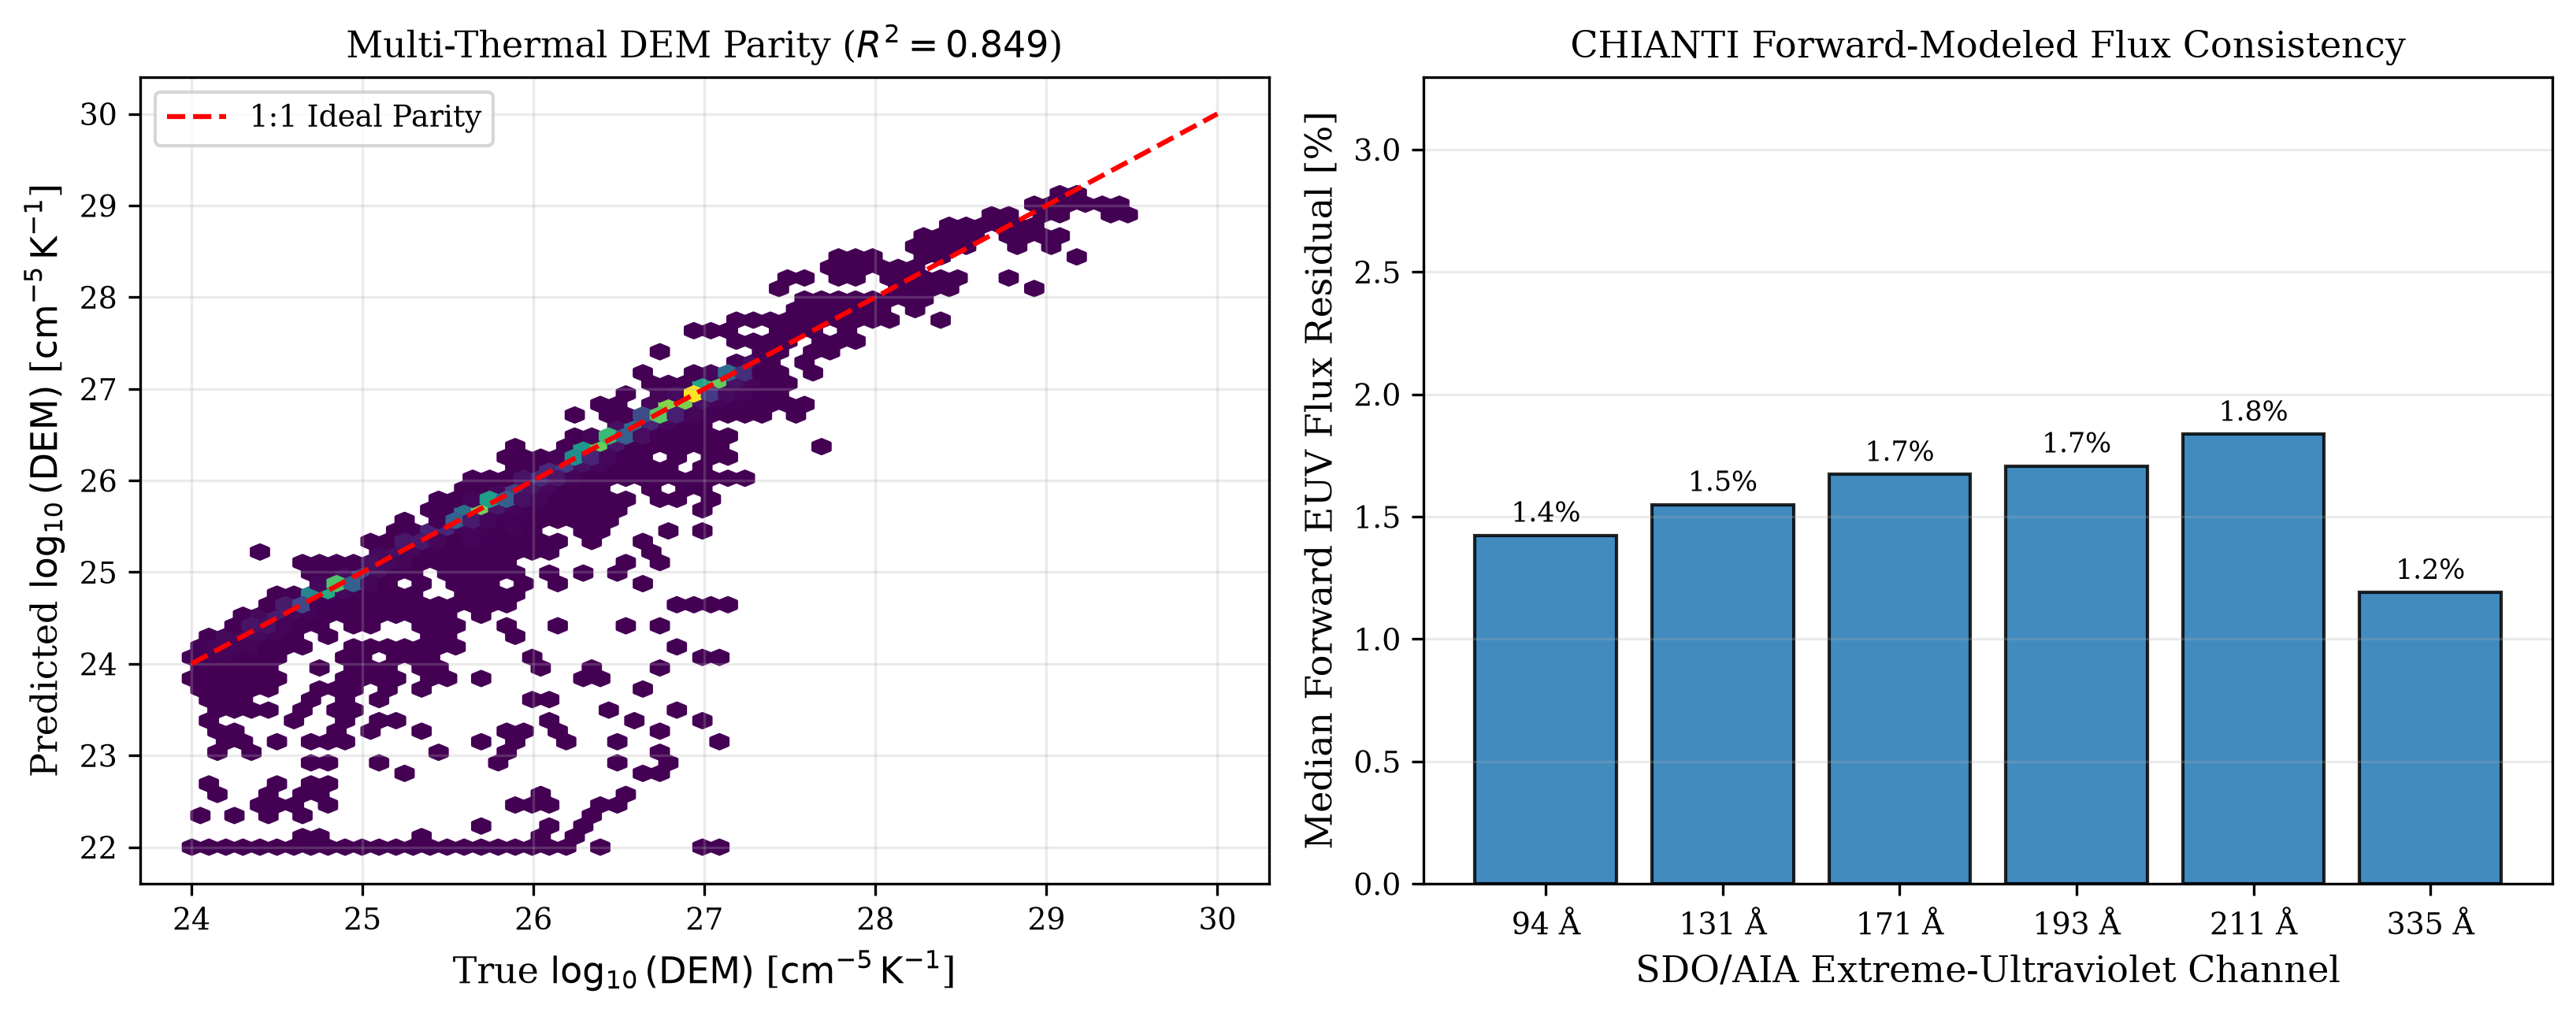 Multi-Thermal DEM Parity (R² = 0.849)
1:1 Ideal Parity
Predicted log₁₀(DEM) [cm⁻⁵ K⁻¹]
30
29
28
27
26
25
24
23
22
24 25 26 27 28 29 30
True log₁₀(DEM) [cm⁻⁵ K⁻¹]
CHIANTI Forward-Modeled Flux Consistency
Median Forward EUV Flux Residual [%]
3.0
2.5
2.0
1.5
1.0
0.5
0.0
1.4% 1.5% 1.7% 1.7% 1.8% 1.2%
94 Å 131 Å 171 Å 193 Å 211 Å 335 Å
SDO/AIA Extreme-Ultraviolet Channel